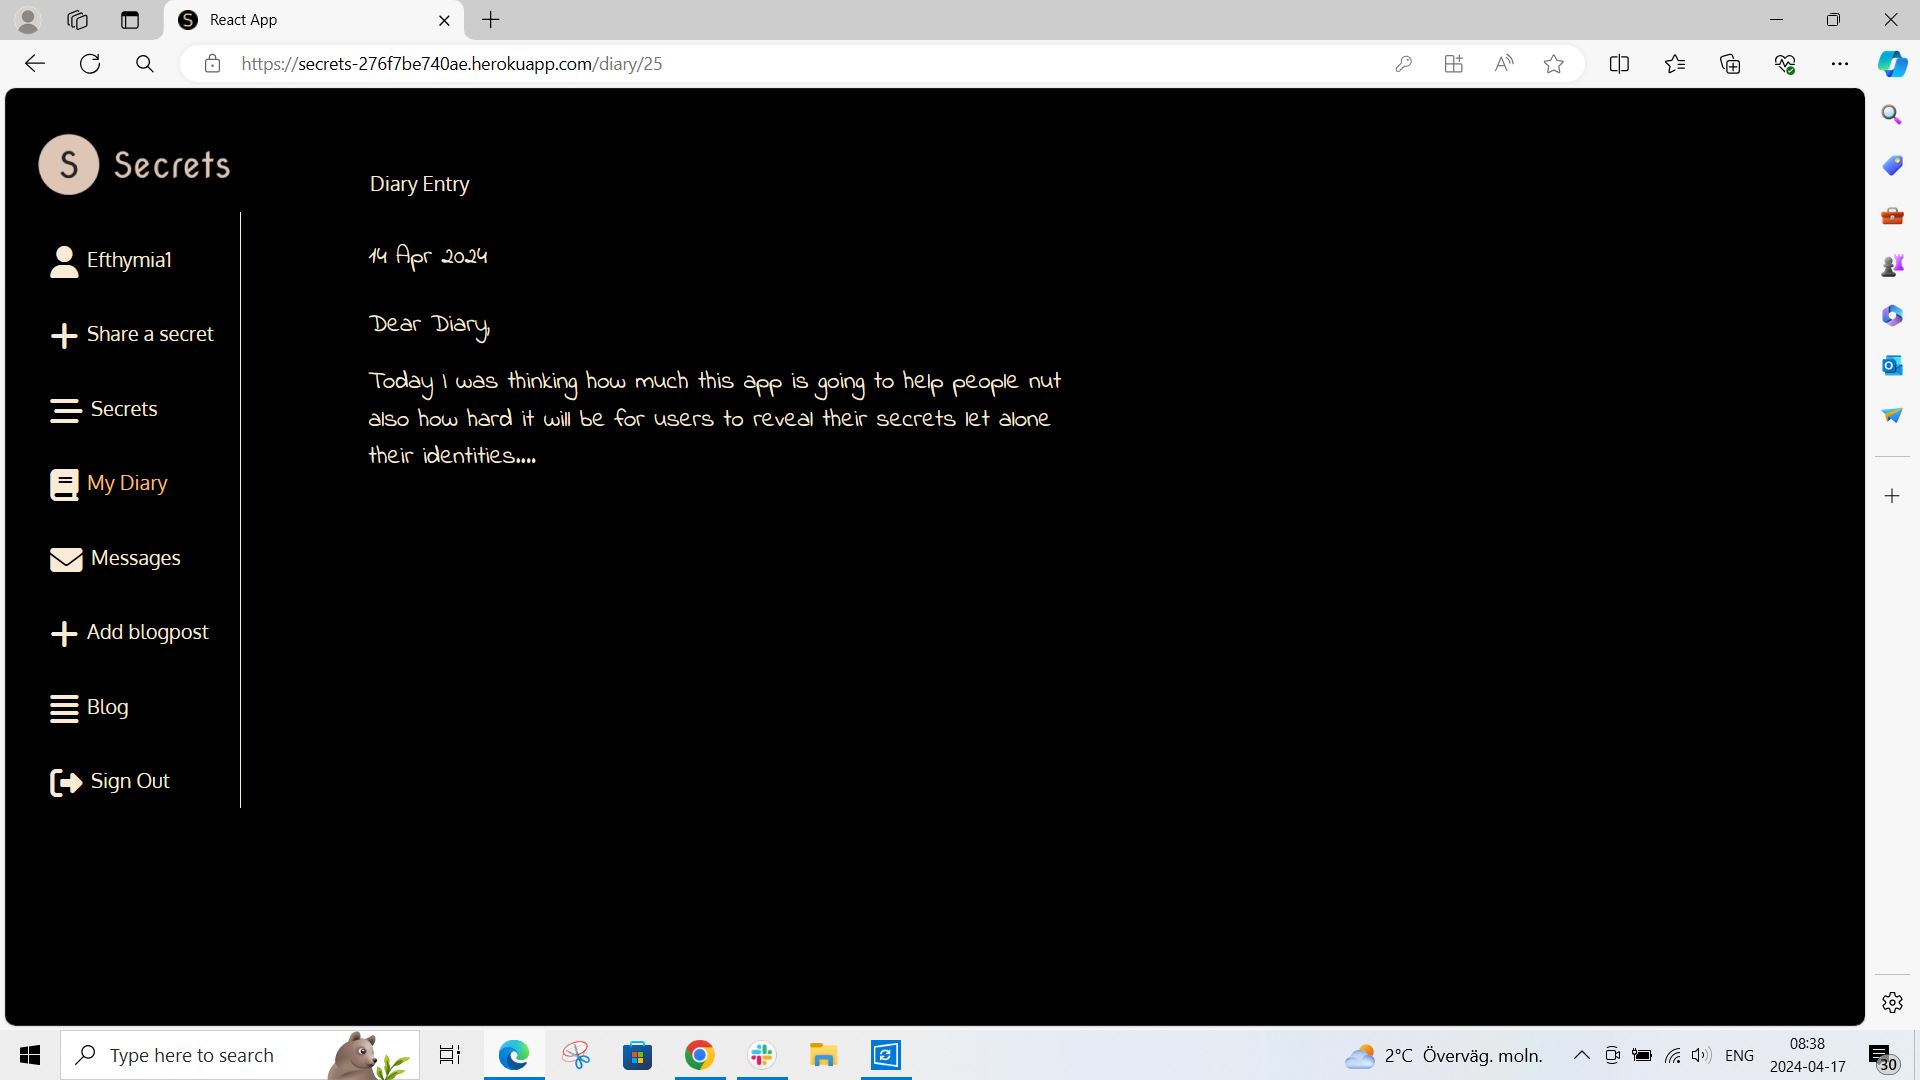 React App
https://secrets-276f7be740ae.herokuapp.com/diary/25
S Secrets
Efthymia1
Share a secret
Secrets
My Diary
Messages
Add blogpost
Blog
Sign Out
Diary Entry
14 Apr 2024
Dear Diary,
Today I was thinking how much this app is going to help people nut
also how hard it will be for users to reveal their secrets let alone
their identities....
Type here to search
2°C Överväg. moln.
ENG
08:38
2024-04-17
30